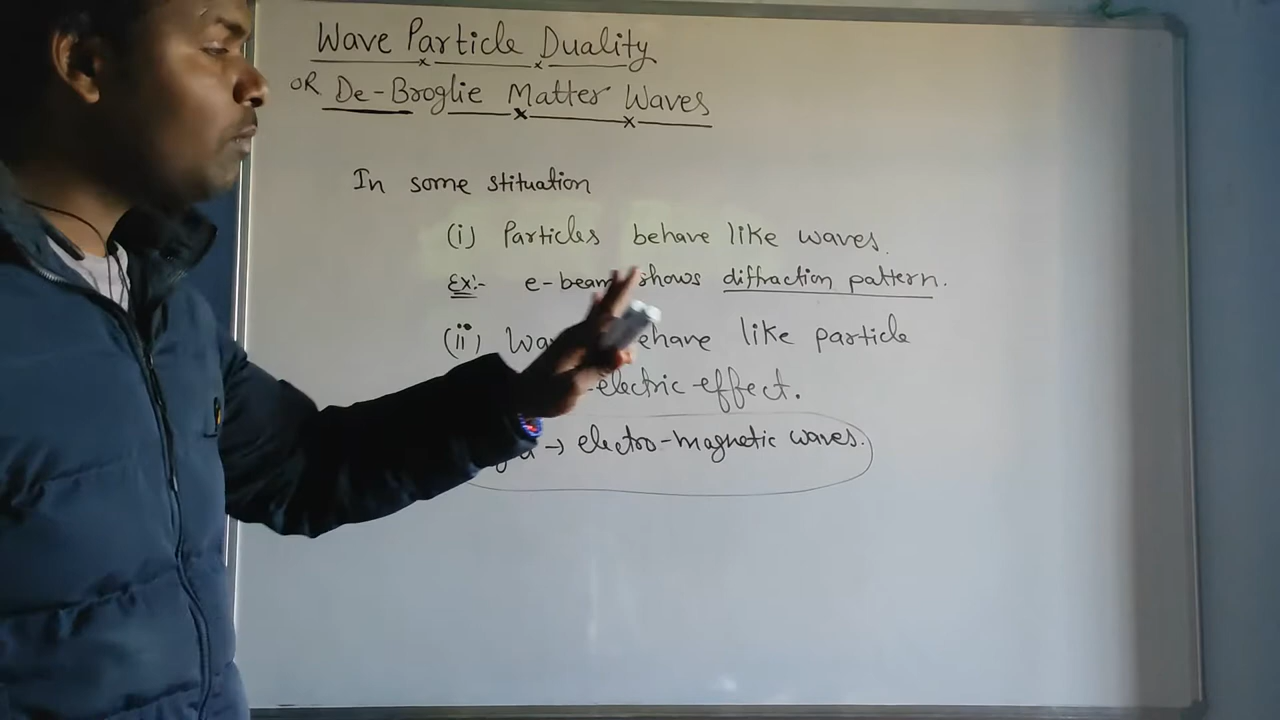 Wave Particle Duality
OR De-Broglie Matter Waves
In some stituation
(i) Particles behave like waves.
Ex:- e-beam shows diffraction pattern.
(ii) behave like particle
electric effect.
→ electro-magnetic waves.